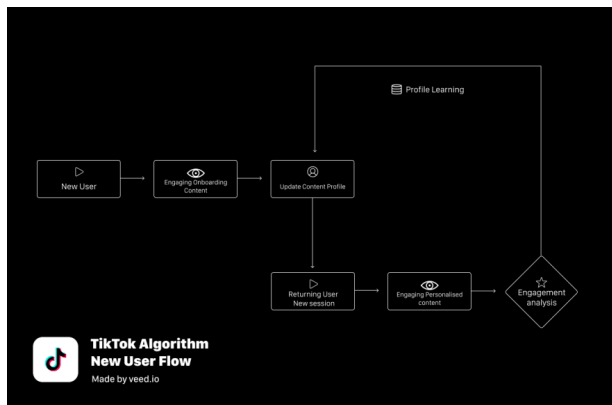 Profile Learning
New User
Engaging Onboarding
Content
Update Content Profile
Returning User
New session
Engaging Personalised
content
Engagement
analysis
TikTok Algorithm
New User Flow
Made by veed.io